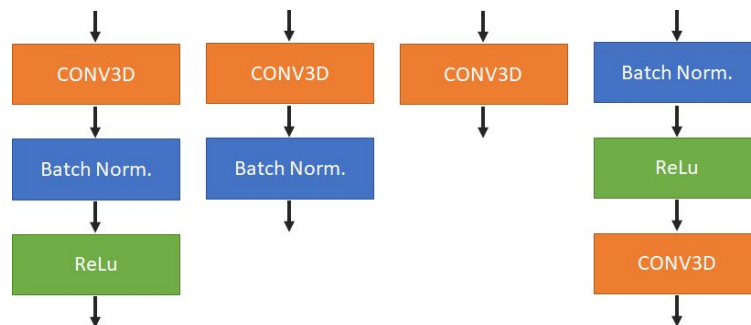 CONV3D
Batch Norm.
ReLu
CONV3D
Batch Norm.
CONV3D
Batch Norm.
ReLu
CONV3D